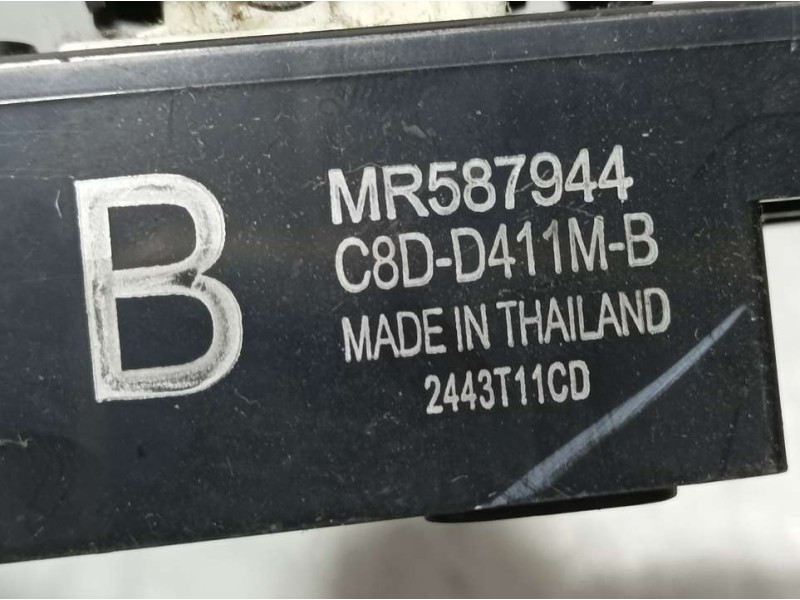 B
MR587944
C8D-D411M-B
MADE IN THAILAND
2443T11CD